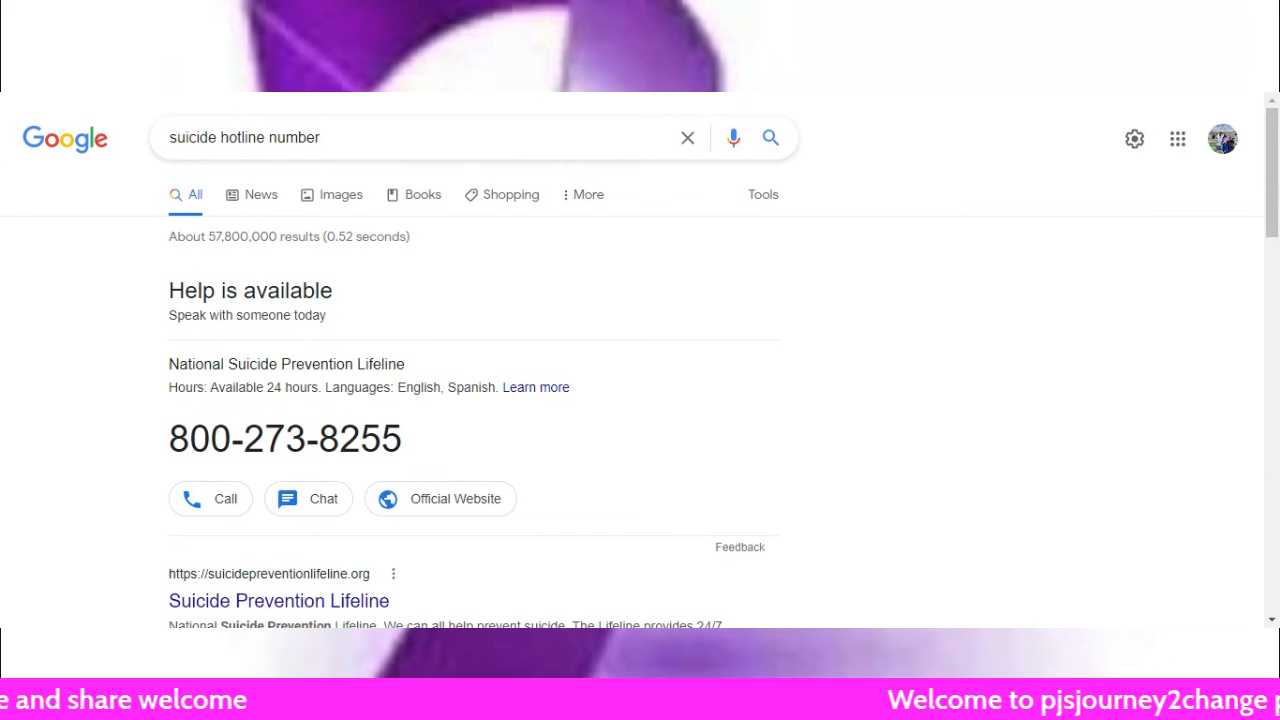 Google
suicide hotline number
All News Images Books Shopping More Tools
About 57,800,000 results (0.52 seconds)
Help is available
Speak with someone today
National Suicide Prevention Lifeline
Hours: Available 24 hours. Languages: English, Spanish. Learn more
800-273-8255
Call Chat Official Website
Feedback
https://suicidepreventionlifeline.org
Suicide Prevention Lifeline
National Suicide Prevention Lifeline. We can all help prevent suicide. The Lifeline provides 24/7
e and share welcome Welcome to pjsjourney2change p